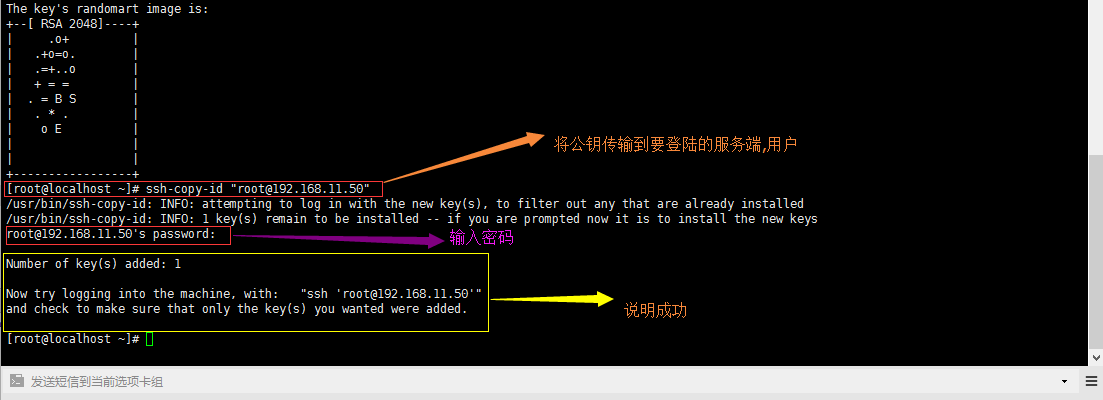 The key's randomart image is:
+--[ RSA 2048]----+
|      .o+         |
|    .+o=o.        |
|    .=+..o        |
|    + = =         |
|   . = B S        |
|    . * .         |
|     o E          |
|                  |
|                  |
+-----------------+
将公钥传输到要登陆的服务端,用户
[root@localhost ~]# ssh-copy-id "root@192.168.11.50"
/usr/bin/ssh-copy-id: INFO: attempting to log in with the new key(s), to filter out any that are already installed
/usr/bin/ssh-copy-id: INFO: 1 key(s) remain to be installed -- if you are prompted now it is to install the new keys
root@192.168.11.50's password:
输入密码
Number of key(s) added: 1
Now try logging into the machine, with:   "ssh 'root@192.168.11.50'"
and check to make sure that only the key(s) you wanted were added.
说明成功
[root@localhost ~]#
发送短信到当前选项卡组